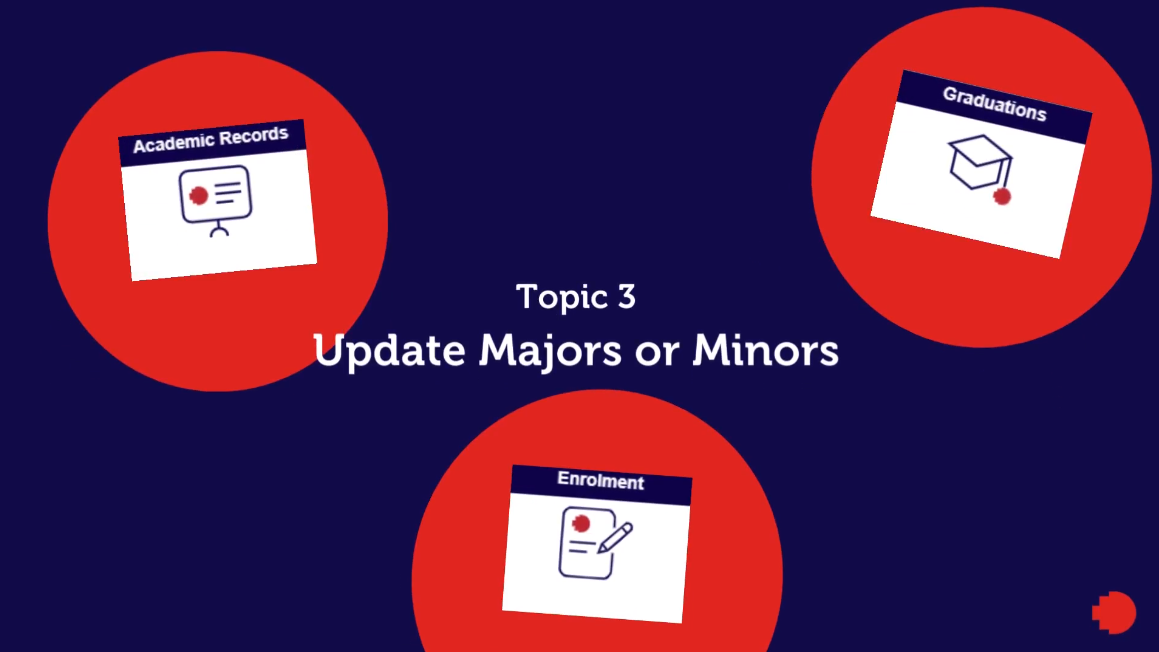 Academic Records
Graduations
Topic 3
Update Majors or Minors
Enrolment